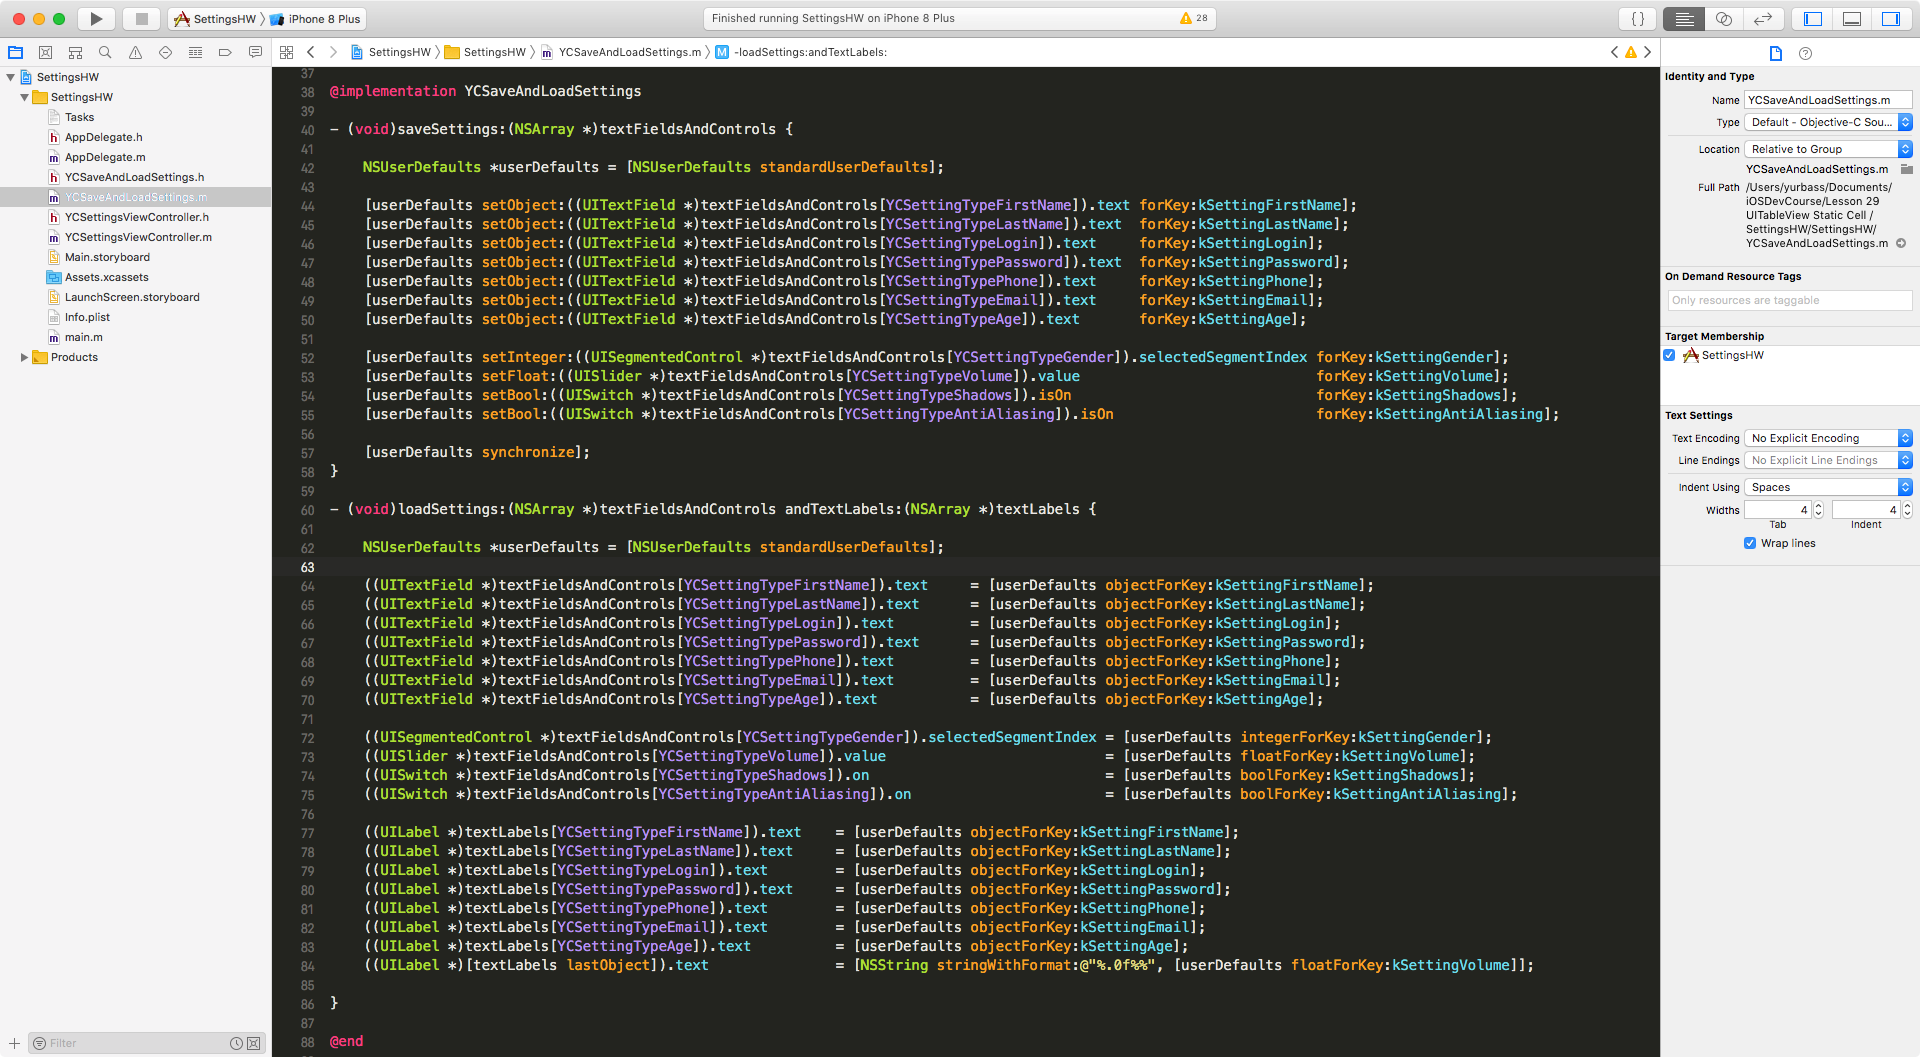 SettingsHW iPhone 8 Plus
Finished running SettingsHW on iPhone 8 Plus
28
SettingsHW SettingsHW YCSaveAndLoadSettings.m -loadSettings:andTextLabels:
SettingsHW
SettingsHW
Tasks
AppDelegate.h
AppDelegate.m
YCSaveAndLoadSettings.h
YCSaveAndLoadSettings.m
YCSettingsViewController.h
YCSettingsViewController.m
Main.storyboard
Assets.xcassets
LaunchScreen.storyboard
Info.plist
main.m
Products
Filter
37
38 @implementation YCSaveAndLoadSettings
39
40 - (void)saveSettings:(NSArray *)textFieldsAndControls {
41
42 NSUserDefaults *userDefaults = [NSUserDefaults standardUserDefaults];
43
44 [userDefaults setObject:((UITextField *)textFieldsAndControls[YCSettingTypeFirstName]).text forKey:kSettingFirstName];
45 [userDefaults setObject:((UITextField *)textFieldsAndControls[YCSettingTypeLastName]).text forKey:kSettingLastName];
46 [userDefaults setObject:((UITextField *)textFieldsAndControls[YCSettingTypeLogin]).text forKey:kSettingLogin];
47 [userDefaults setObject:((UITextField *)textFieldsAndControls[YCSettingTypePassword]).text forKey:kSettingPassword];
48 [userDefaults setObject:((UITextField *)textFieldsAndControls[YCSettingTypePhone]).text forKey:kSettingPhone];
49 [userDefaults setObject:((UITextField *)textFieldsAndControls[YCSettingTypeEmail]).text forKey:kSettingEmail];
50 [userDefaults setObject:((UITextField *)textFieldsAndControls[YCSettingTypeAge]).text forKey:kSettingAge];
51
52 [userDefaults setInteger:((UISegmentedControl *)textFieldsAndControls[YCSettingTypeGender]).selectedSegmentIndex forKey:kSettingGender];
53 [userDefaults setFloat:((UISlider *)textFieldsAndControls[YCSettingTypeVolume]).value forKey:kSettingVolume];
54 [userDefaults setBool:((UISwitch *)textFieldsAndControls[YCSettingTypeShadows]).isOn forKey:kSettingShadows];
55 [userDefaults setBool:((UISwitch *)textFieldsAndControls[YCSettingTypeAntiAliasing]).isOn forKey:kSettingAntiAliasing];
56
57 [userDefaults synchronize];
58 }
59
60 - (void)loadSettings:(NSArray *)textFieldsAndControls andTextLabels:(NSArray *)textLabels {
61
62 NSUserDefaults *userDefaults = [NSUserDefaults standardUserDefaults];
63
64 ((UITextField *)textFieldsAndControls[YCSettingTypeFirstName]).text = [userDefaults objectForKey:kSettingFirstName];
65 ((UITextField *)textFieldsAndControls[YCSettingTypeLastName]).text = [userDefaults objectForKey:kSettingLastName];
66 ((UITextField *)textFieldsAndControls[YCSettingTypeLogin]).text = [userDefaults objectForKey:kSettingLogin];
67 ((UITextField *)textFieldsAndControls[YCSettingTypePassword]).text = [userDefaults objectForKey:kSettingPassword];
68 ((UITextField *)textFieldsAndControls[YCSettingTypePhone]).text = [userDefaults objectForKey:kSettingPhone];
69 ((UITextField *)textFieldsAndControls[YCSettingTypeEmail]).text = [userDefaults objectForKey:kSettingEmail];
70 ((UITextField *)textFieldsAndControls[YCSettingTypeAge]).text = [userDefaults objectForKey:kSettingAge];
71
72 ((UISegmentedControl *)textFieldsAndControls[YCSettingTypeGender]).selectedSegmentIndex = [userDefaults integerForKey:kSettingGender];
73 ((UISlider *)textFieldsAndControls[YCSettingTypeVolume]).value = [userDefaults floatForKey:kSettingVolume];
74 ((UISwitch *)textFieldsAndControls[YCSettingTypeShadows]).on = [userDefaults boolForKey:kSettingShadows];
75 ((UISwitch *)textFieldsAndControls[YCSettingTypeAntiAliasing]).on = [userDefaults boolForKey:kSettingAntiAliasing];
76
77 ((UILabel *)textLabels[YCSettingTypeFirstName]).text = [userDefaults objectForKey:kSettingFirstName];
78 ((UILabel *)textLabels[YCSettingTypeLastName]).text = [userDefaults objectForKey:kSettingLastName];
79 ((UILabel *)textLabels[YCSettingTypeLogin]).text = [userDefaults objectForKey:kSettingLogin];
80 ((UILabel *)textLabels[YCSettingTypePassword]).text = [userDefaults objectForKey:kSettingPassword];
81 ((UILabel *)textLabels[YCSettingTypePhone]).text = [userDefaults objectForKey:kSettingPhone];
82 ((UILabel *)textLabels[YCSettingTypeEmail]).text = [userDefaults objectForKey:kSettingEmail];
83 ((UILabel *)textLabels[YCSettingTypeAge]).text = [userDefaults objectForKey:kSettingAge];
84 ((UILabel *)[textLabels lastObject]).text = [NSString stringWithFormat:@"%.0f%%", [userDefaults floatForKey:kSettingVolume]];
85
86 }
87
88 @end
Identity and Type
Name YCSaveAndLoadSettings.m
Type Default - Objective-C Sou...
Location Relative to Group
YCSaveAndLoadSettings.m
Full Path /Users/yurbass/Documents/
iOSDevCourse/Lesson 29
UITableView Static Cell /
SettingsHW/SettingsHW/
YCSaveAndLoadSettings.m
On Demand Resource Tags
Only resources are taggable
Target Membership
SettingsHW
Text Settings
Text Encoding No Explicit Encoding
Line Endings No Explicit Line Endings
Indent Using Spaces
Widths 4 4
Tab Indent
Wrap lines